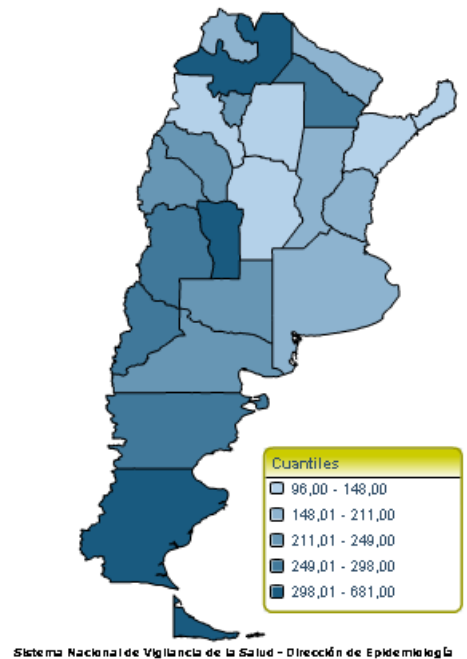 Cuantiles
96,00 - 148,00
148,01 - 211,00
211,01 - 249,00
249,01 - 298,00
298,01 - 681,00
Sistema Nacional de Vigilancia de la Salud - Dirección de Epidemiología